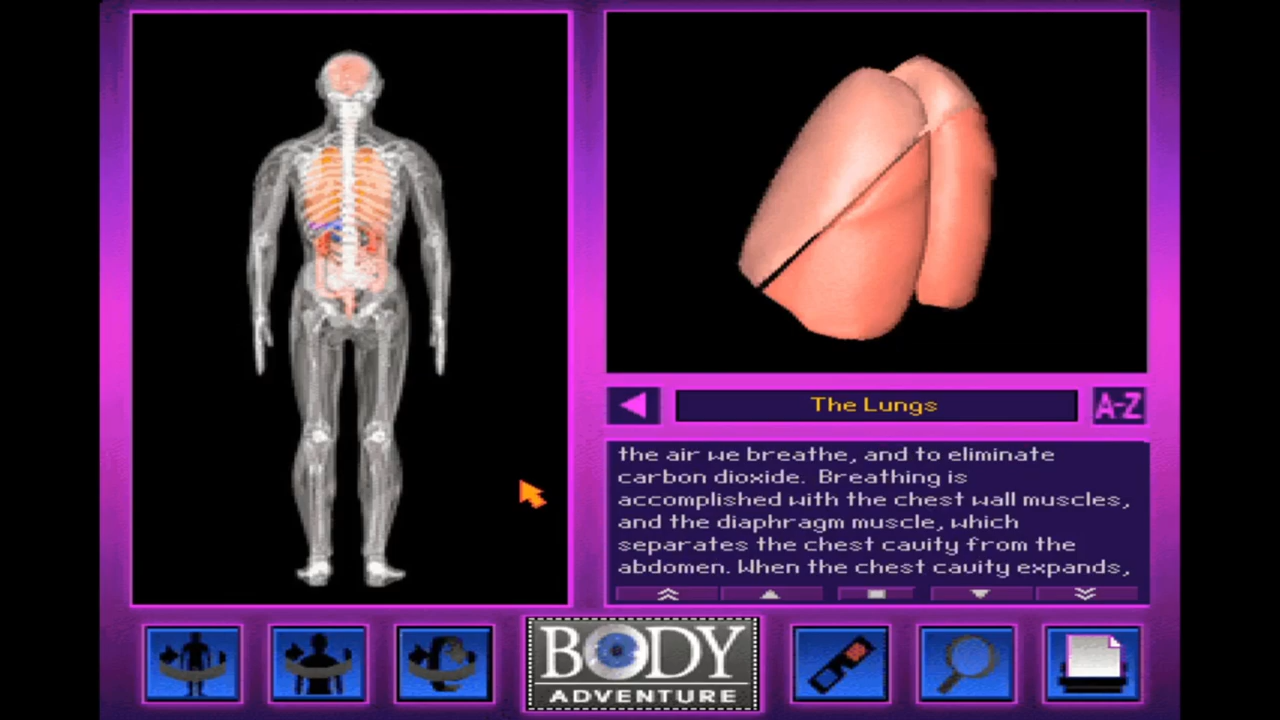 The Lungs
A-Z
the air we breathe, and to eliminate
carbon dioxide. Breathing is
accomplished with the chest wall muscles,
and the diaphragm muscle, which
separates the chest cavity from the
abdomen. When the chest cavity expands,
BODY
ADVENTURE